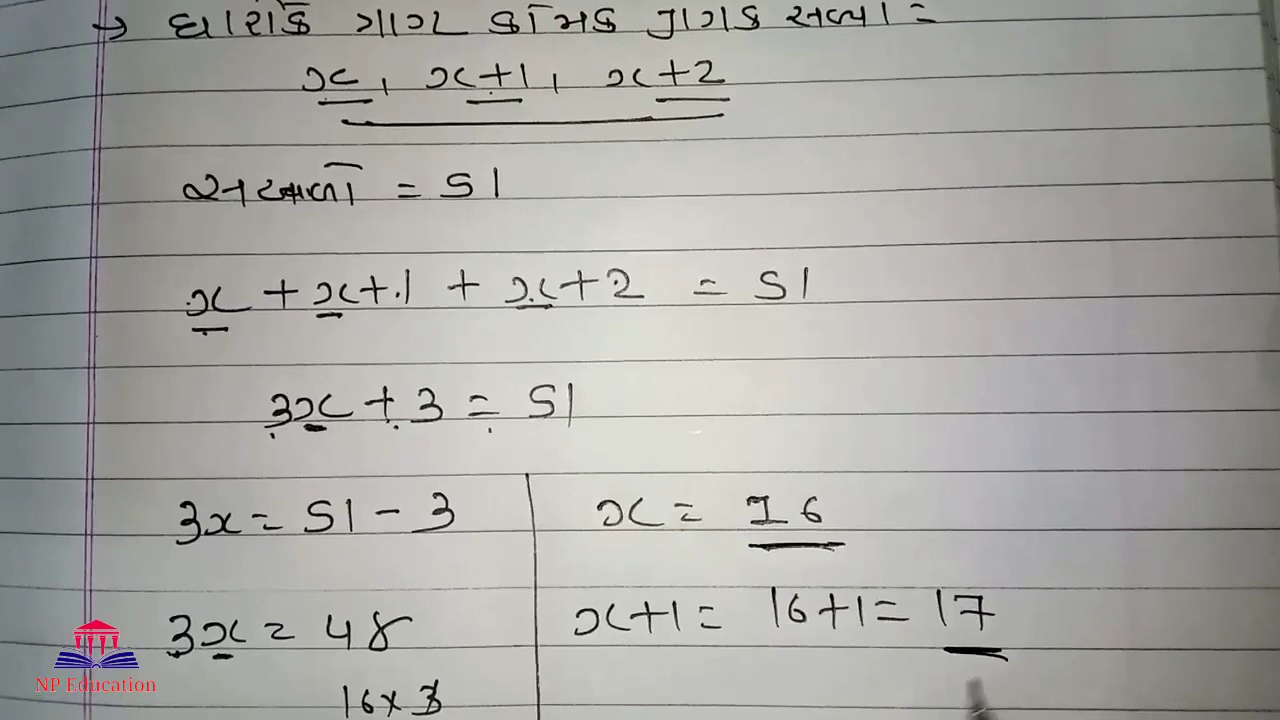 → ધારોકે ત્રણ ક્રમિક પ્રાકૃતિક સંખ્યા =
x, x+1, x+2
સરવાળો = 51
x + x+1 + x+2 = 51
3x + 3 = 51
3x = 51 - 3
3x = 48
16 × 3
x = 16
x+1 = 16+1 = 17
NP Education